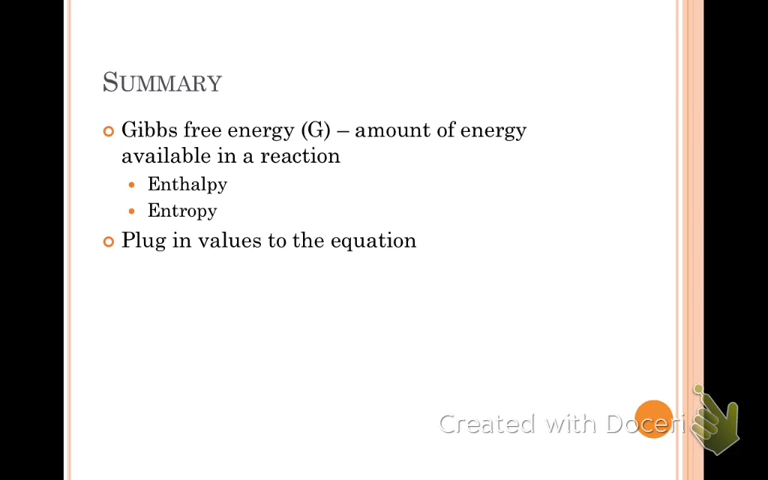 SUMMARY
Gibbs free energy (G) – amount of energy
available in a reaction
Enthalpy
Entropy
Plug in values to the equation
Created with Doceri